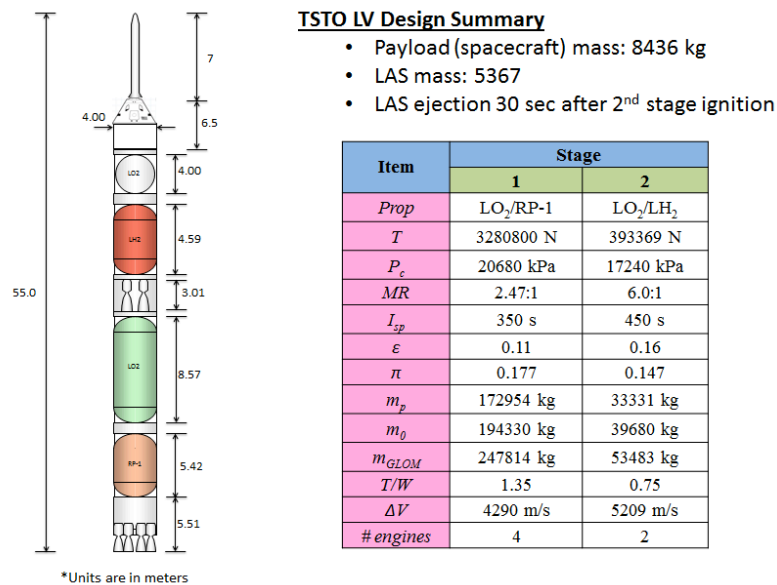 TSTO LV Design Summary
• Payload (spacecraft) mass: 8436 kg
• LAS mass: 5367
• LAS ejection 30 sec after 2nd stage ignition
7
4.00
6.5
LO2
4.00
LH2
4.59
55.0
3.01
LO2
8.57
RP-1
5.42
5.51
*Units are in meters
Item Stage
1 2
Prop LO₂/RP-1 LO₂/LH₂
T 3280800 N 393369 N
P_c 20680 kPa 17240 kPa
MR 2.47:1 6.0:1
I_sp 350 s 450 s
ε 0.11 0.16
π 0.177 0.147
m_p 172954 kg 33331 kg
m_0 194330 kg 39680 kg
m_GLOM 247814 kg 53483 kg
T/W 1.35 0.75
ΔV 4290 m/s 5209 m/s
# engines 4 2